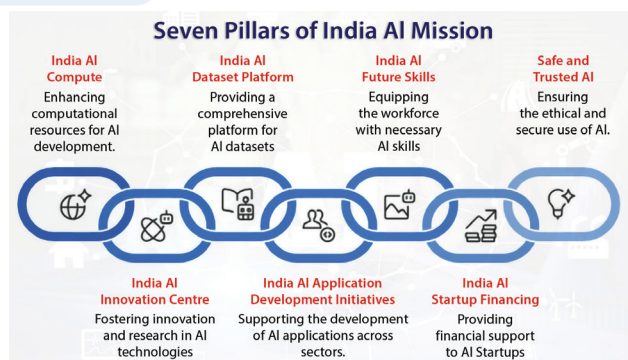 Seven Pillars of India AI Mission
India AI
Compute
Enhancing
computational
resources for AI
development.
India AI
Dataset Platform
Providing a
comprehensive
platform for
AI datasets
India AI
Future Skills
Equipping
the workforce
with necessary
AI skills
Safe and
Trusted AI
Ensuring
the ethical and
secure use of AI.
India AI
Innovation Centre
Fostering innovation
and research in AI
technologies
India AI Application
Development Initiatives
Supporting the development
of AI applications across
sectors.
India AI
Startup Financing
Providing
financial support
to AI Startups